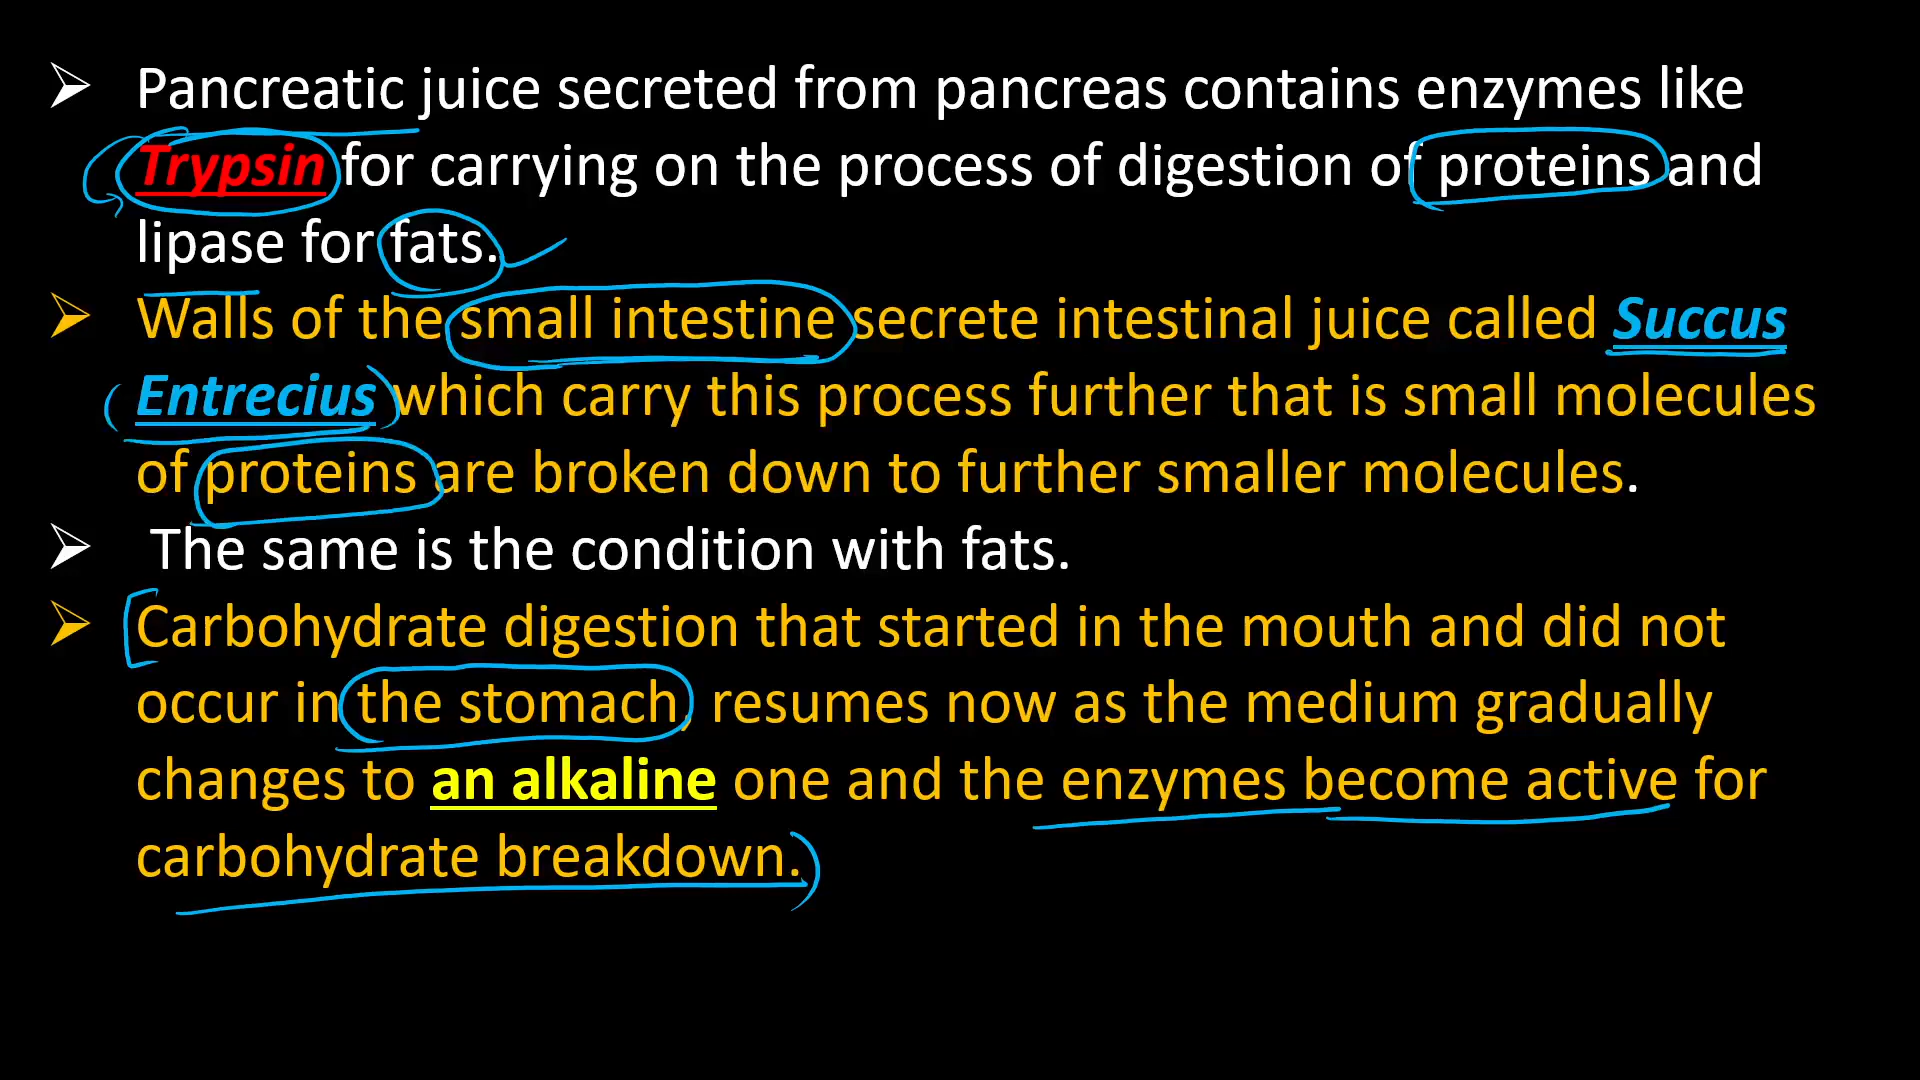 ➢ Pancreatic juice secreted from pancreas contains enzymes like
Trypsin for carrying on the process of digestion of proteins and
lipase for fats.
➢ Walls of the small intestine secrete intestinal juice called Succus
Entrecius which carry this process further that is small molecules
of proteins are broken down to further smaller molecules.
➢ The same is the condition with fats.
➢ Carbohydrate digestion that started in the mouth and did not
occur in the stomach, resumes now as the medium gradually
changes to an alkaline one and the enzymes become active for
carbohydrate breakdown.